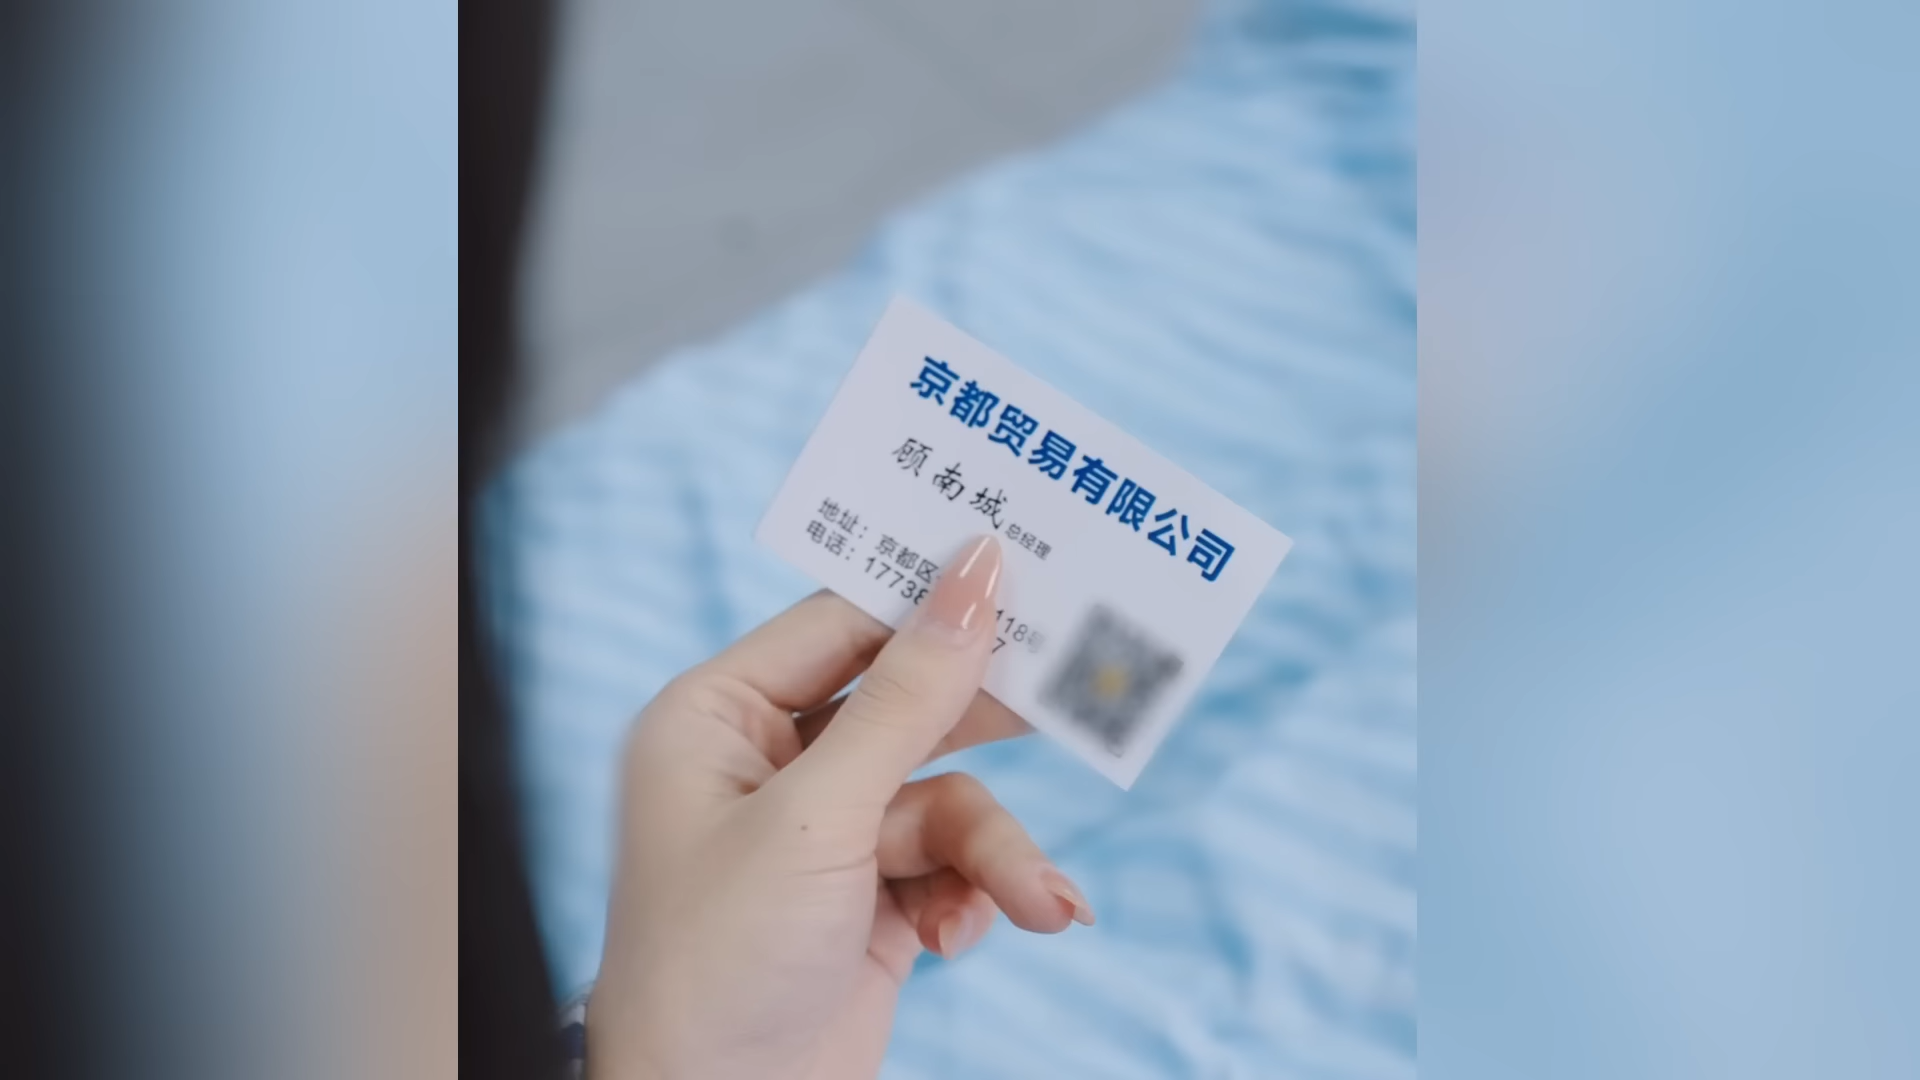 京都贸易有限公司
顾南城 总经理
地址：京都区 118号
电话：17738 7